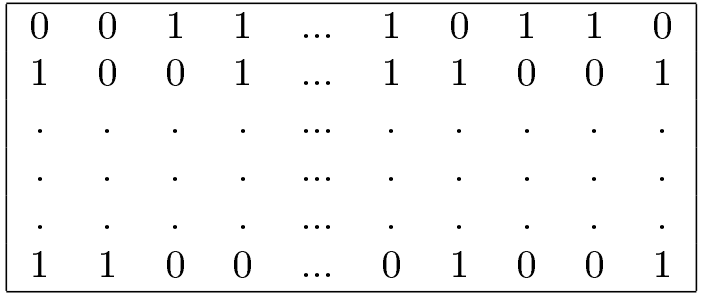 0 0 1 1 ... 1 0 1 1 0
1 0 0 1 ... 1 1 0 0 1
. . . . ... . . . . .
. . . . ... . . . . .
. . . . ... . . . . .
1 1 0 0 ... 0 1 0 0 1